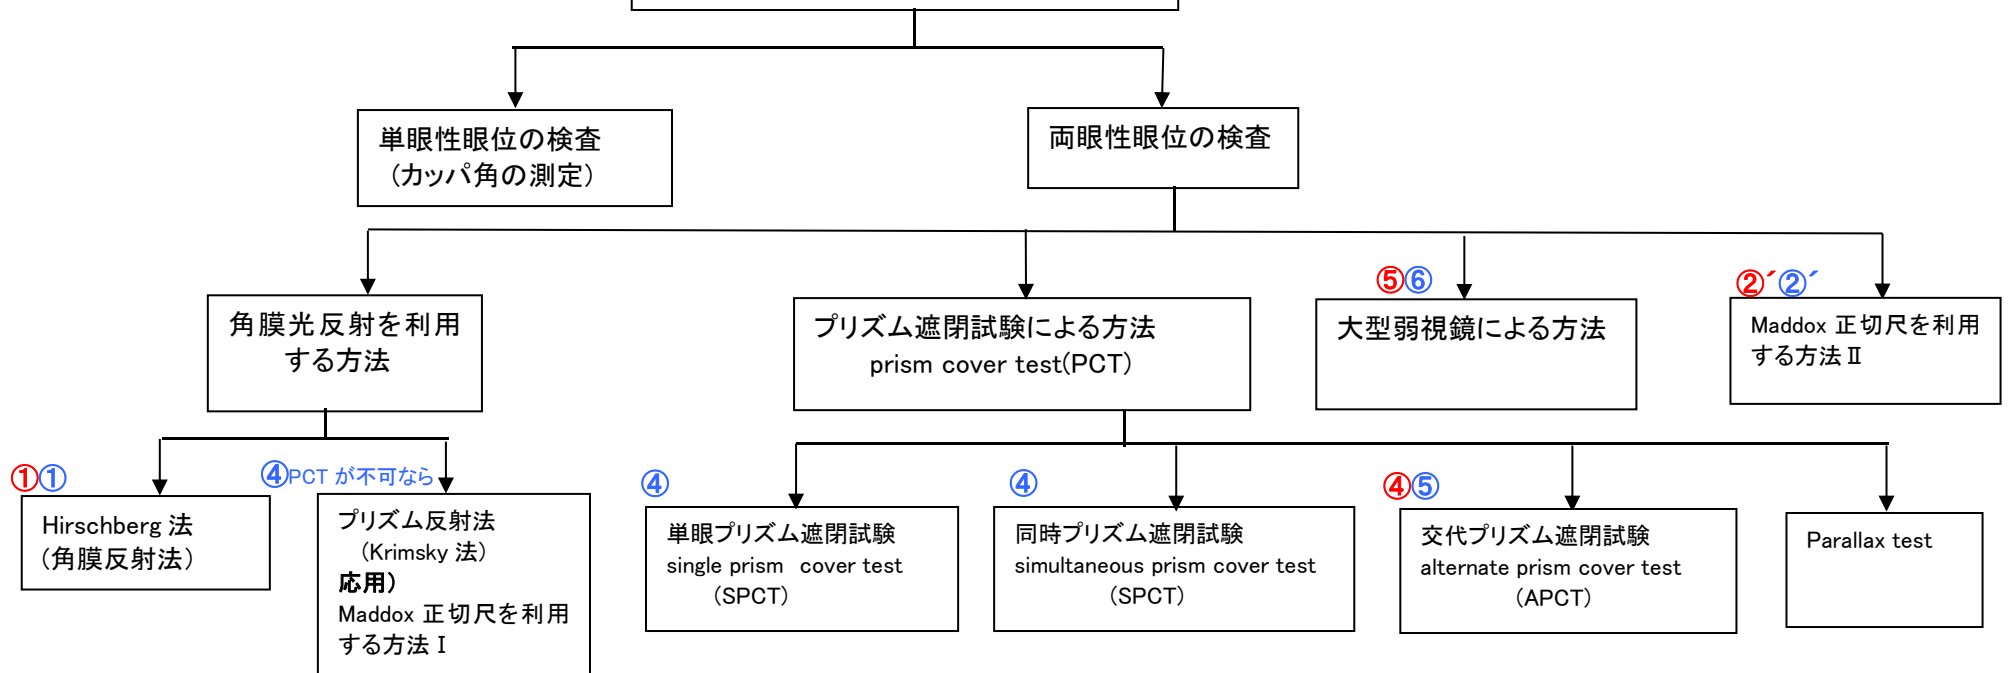 単眼性眼位の検査
(カッパ角の測定)
両眼性眼位の検査
角膜光反射を利用
する方法
プリズム遮閉試験による方法
prism cover test(PCT)
⑤⑥
大型弱視鏡による方法
②´②´
Maddox 正切尺を利用
する方法Ⅱ
①①
Hirschberg 法
(角膜反射法)
④PCT が不可なら
プリズム反射法
(Krimsky 法)
応用)
Maddox 正切尺を利用
する方法Ⅰ
④
単眼プリズム遮閉試験
single prism cover test
(SPCT)
④
同時プリズム遮閉試験
simultaneous prism cover test
(SPCT)
④⑤
交代プリズム遮閉試験
alternate prism cover test
(APCT)
Parallax test